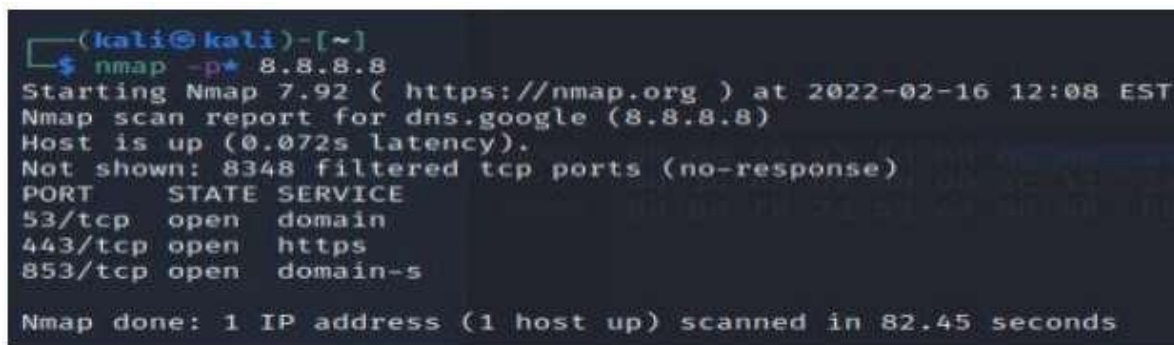 (kali㉿kali)-[~]
$ nmap -p* 8.8.8.8
Starting Nmap 7.92 ( https://nmap.org ) at 2022-02-16 12:08 EST
Nmap scan report for dns.google (8.8.8.8)
Host is up (0.072s latency).
Not shown: 8348 filtered tcp ports (no-response)
PORT    STATE SERVICE
53/tcp  open  domain
443/tcp open  https
853/tcp open  domain-s
Nmap done: 1 IP address (1 host up) scanned in 82.45 seconds